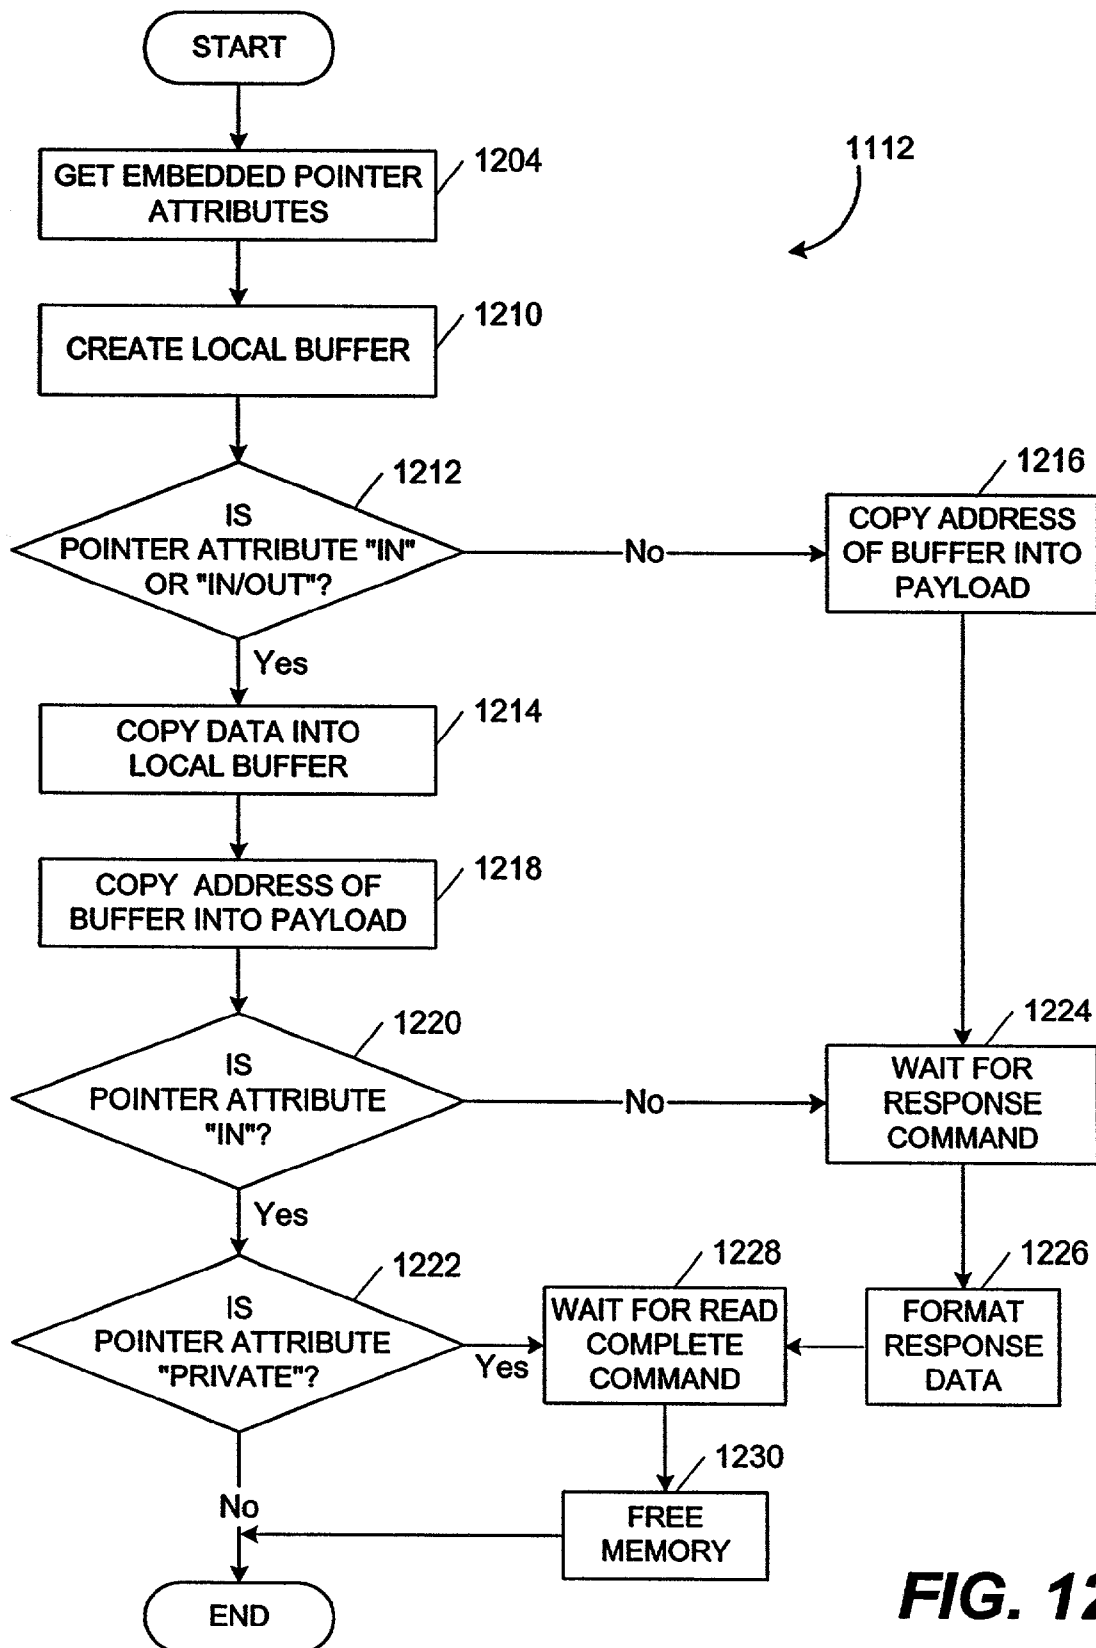 START
1204
GET EMBEDDED POINTER
ATTRIBUTES
1112
1210
CREATE LOCAL BUFFER
1212
IS
POINTER ATTRIBUTE "IN"
OR "IN/OUT"?
No
1216
COPY ADDRESS
OF BUFFER INTO
PAYLOAD
Yes
1214
COPY DATA INTO
LOCAL BUFFER
1218
COPY ADDRESS OF
BUFFER INTO PAYLOAD
1220
IS
POINTER ATTRIBUTE
"IN"?
No
1224
WAIT FOR
RESPONSE
COMMAND
Yes
1222
IS
POINTER ATTRIBUTE
"PRIVATE"?
Yes
1228
WAIT FOR READ
COMPLETE
COMMAND
1226
FORMAT
RESPONSE
DATA
No
1230
FREE
MEMORY
END
FIG. 12